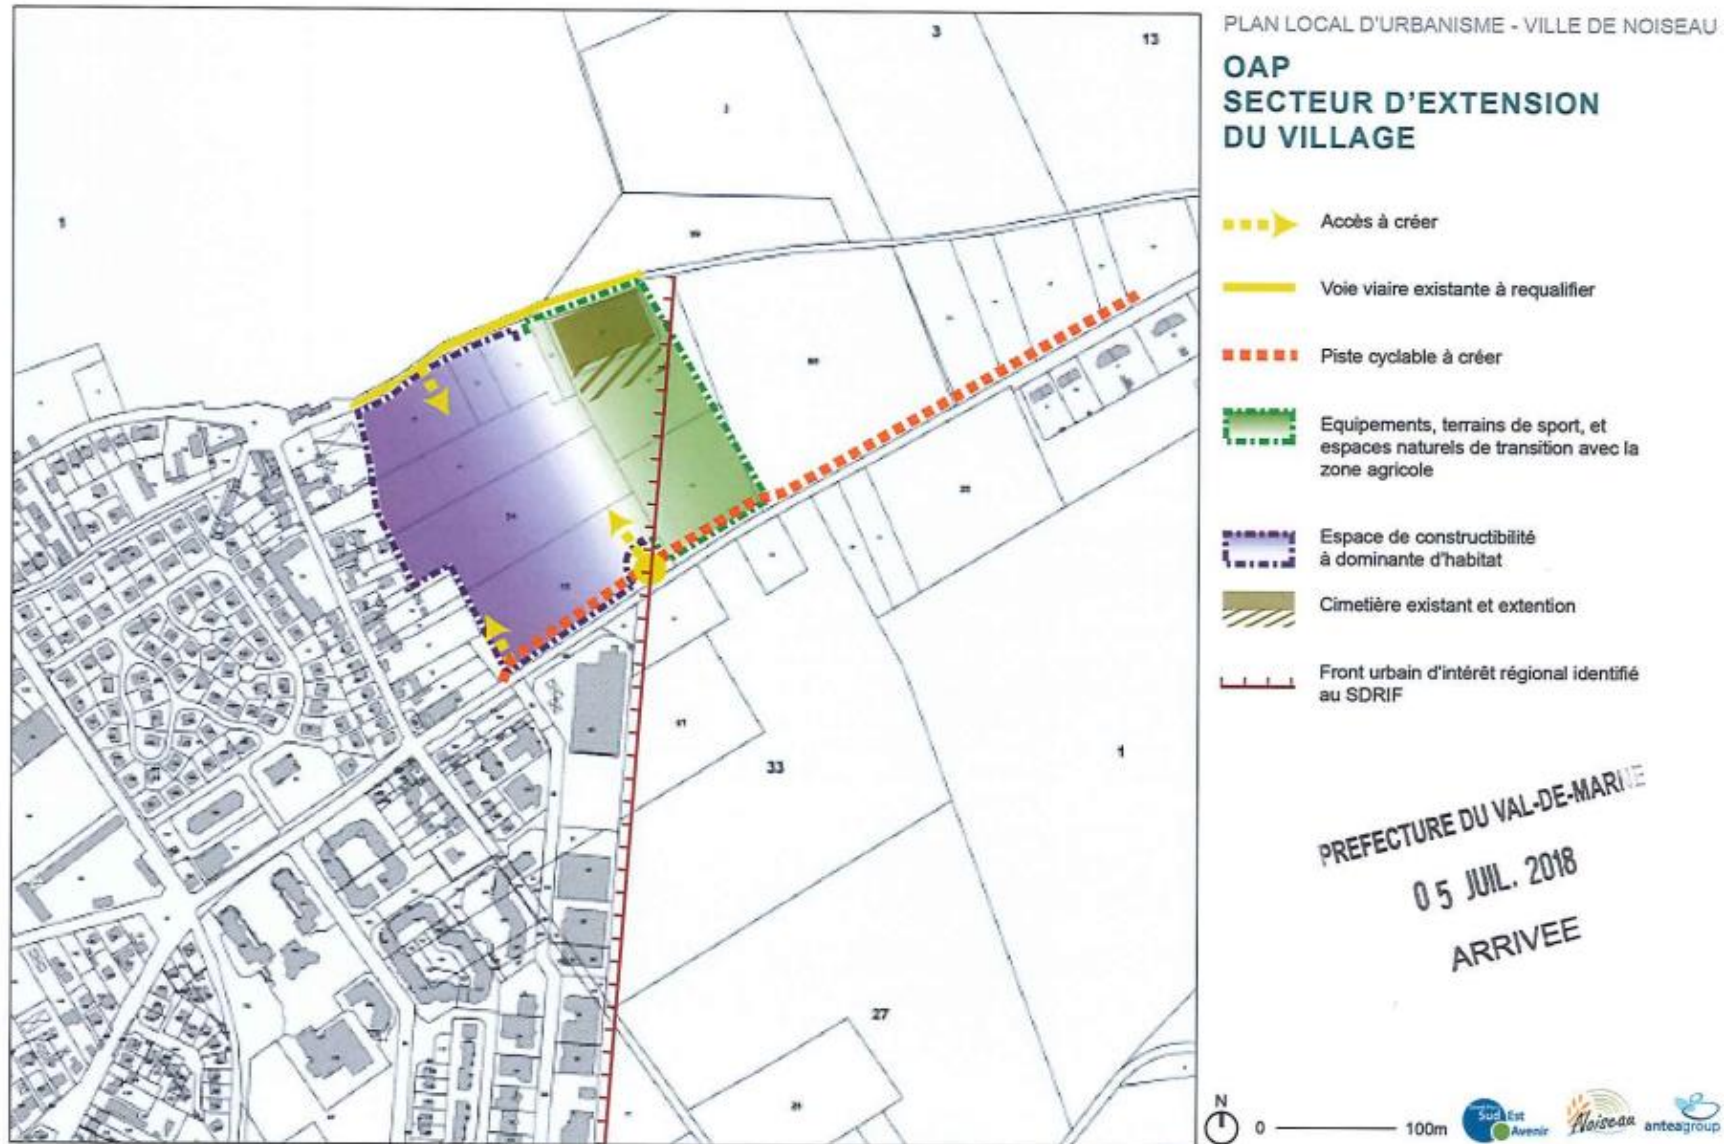 PLAN LOCAL D'URBANISME - VILLE DE NOISEAU
OAP
SECTEUR D'EXTENSION
DU VILLAGE
Accès à créer
Voie viaire existante à requalifier
Piste cyclable à créer
Equipements, terrains de sport, et
espaces naturels de transition avec la
zone agricole
Espace de constructibilité
à dominante d'habitat
Cimetière existant et extention
Front urbain d'intérêt régional identifié
au SDRIF
PREFECTURE DU VAL-DE-MARNE
05 JUIL. 2018
ARRIVEE
N
0
100m
Sud Est
Avenir
Noiseau
anteagroup
1
3
13
33
1
27